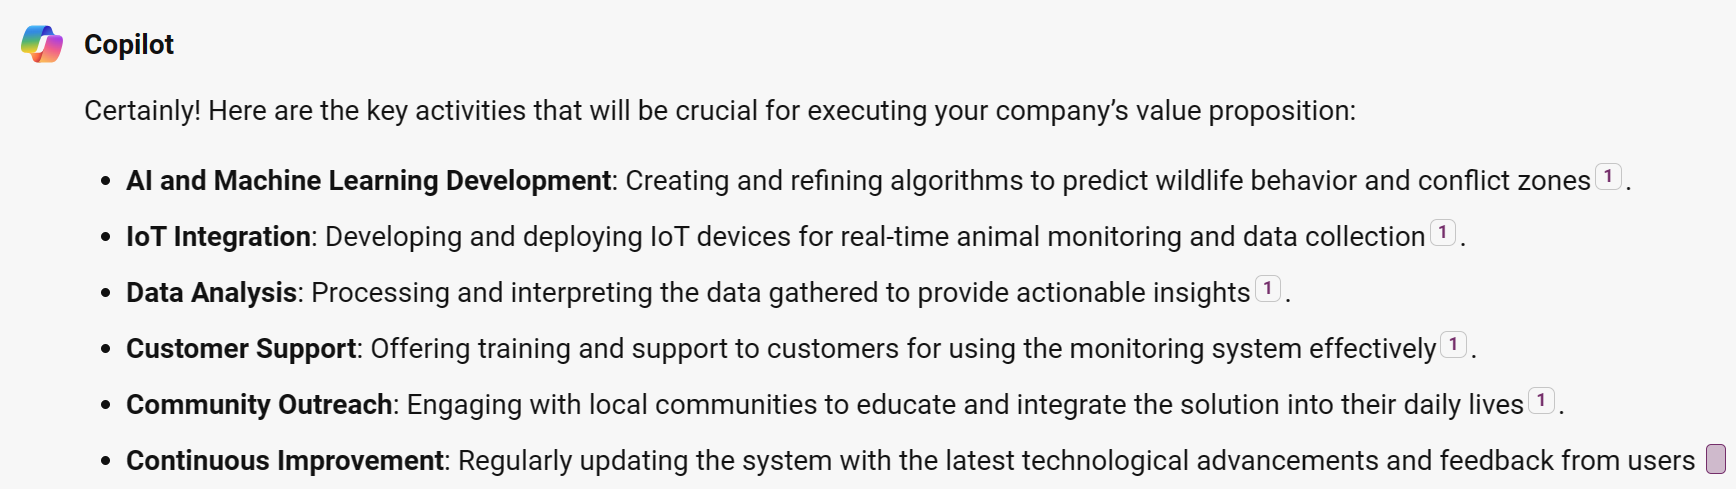 Copilot
Certainly! Here are the key activities that will be crucial for executing your company’s value proposition:
• AI and Machine Learning Development: Creating and refining algorithms to predict wildlife behavior and conflict zones 1 .
• IoT Integration: Developing and deploying IoT devices for real-time animal monitoring and data collection 1 .
• Data Analysis: Processing and interpreting the data gathered to provide actionable insights 1 .
• Customer Support: Offering training and support to customers for using the monitoring system effectively 1 .
• Community Outreach: Engaging with local communities to educate and integrate the solution into their daily lives 1 .
• Continuous Improvement: Regularly updating the system with the latest technological advancements and feedback from users